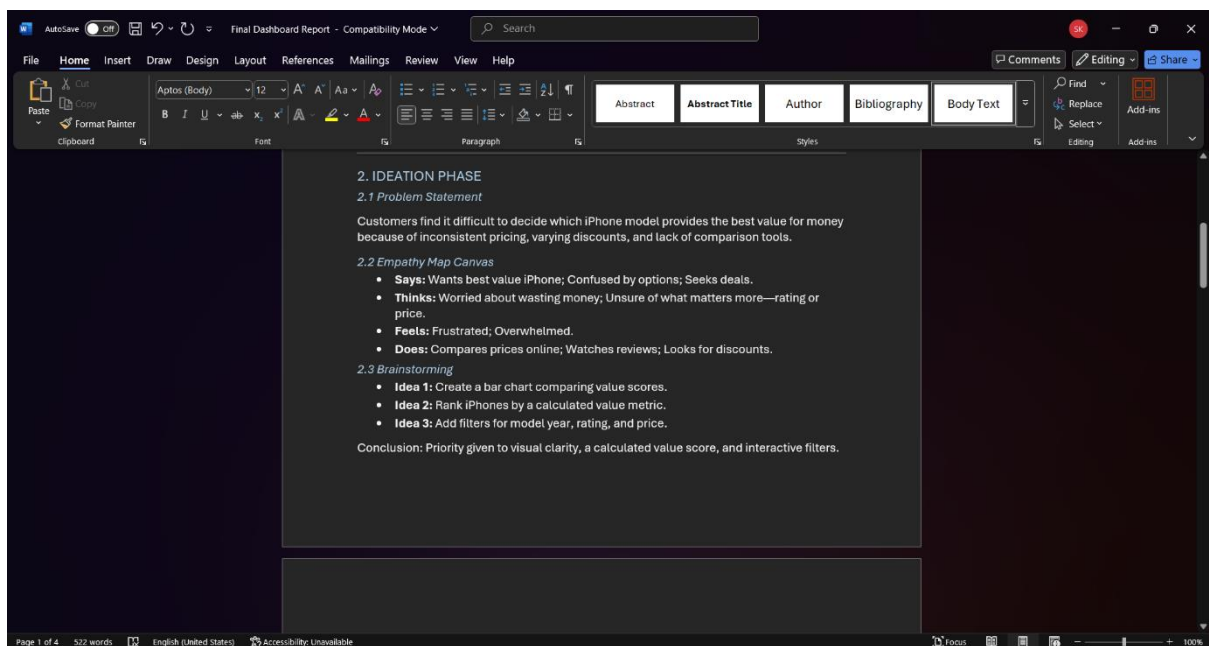 AutoSave Off Final Dashboard Report - Compatibility Mode Search SK
File Home Insert Draw Design Layout References Mailings Review View Help Comments Editing Share
Paste Cut Copy Format Painter
Aptos (Body) 12
Abstract Abstract Title Author Bibliography Body Text
Find Replace Select Add-ins
Clipboard Font Paragraph Styles Editing Add-ins
2. IDEATION PHASE
2.1 Problem Statement
Customers find it difficult to decide which iPhone model provides the best value for money
because of inconsistent pricing, varying discounts, and lack of comparison tools.
2.2 Empathy Map Canvas
• Says: Wants best value iPhone; Confused by options; Seeks deals.
• Thinks: Worried about wasting money; Unsure of what matters more—rating or
price.
• Feels: Frustrated; Overwhelmed.
• Does: Compares prices online; Watches reviews; Looks for discounts.
2.3 Brainstorming
• Idea 1: Create a bar chart comparing value scores.
• Idea 2: Rank iPhones by a calculated value metric.
• Idea 3: Add filters for model year, rating, and price.
Conclusion: Priority given to visual clarity, a calculated value score, and interactive filters.
Page 1 of 4 522 words English (United States) Accessibility: Unavailable Focus 100%